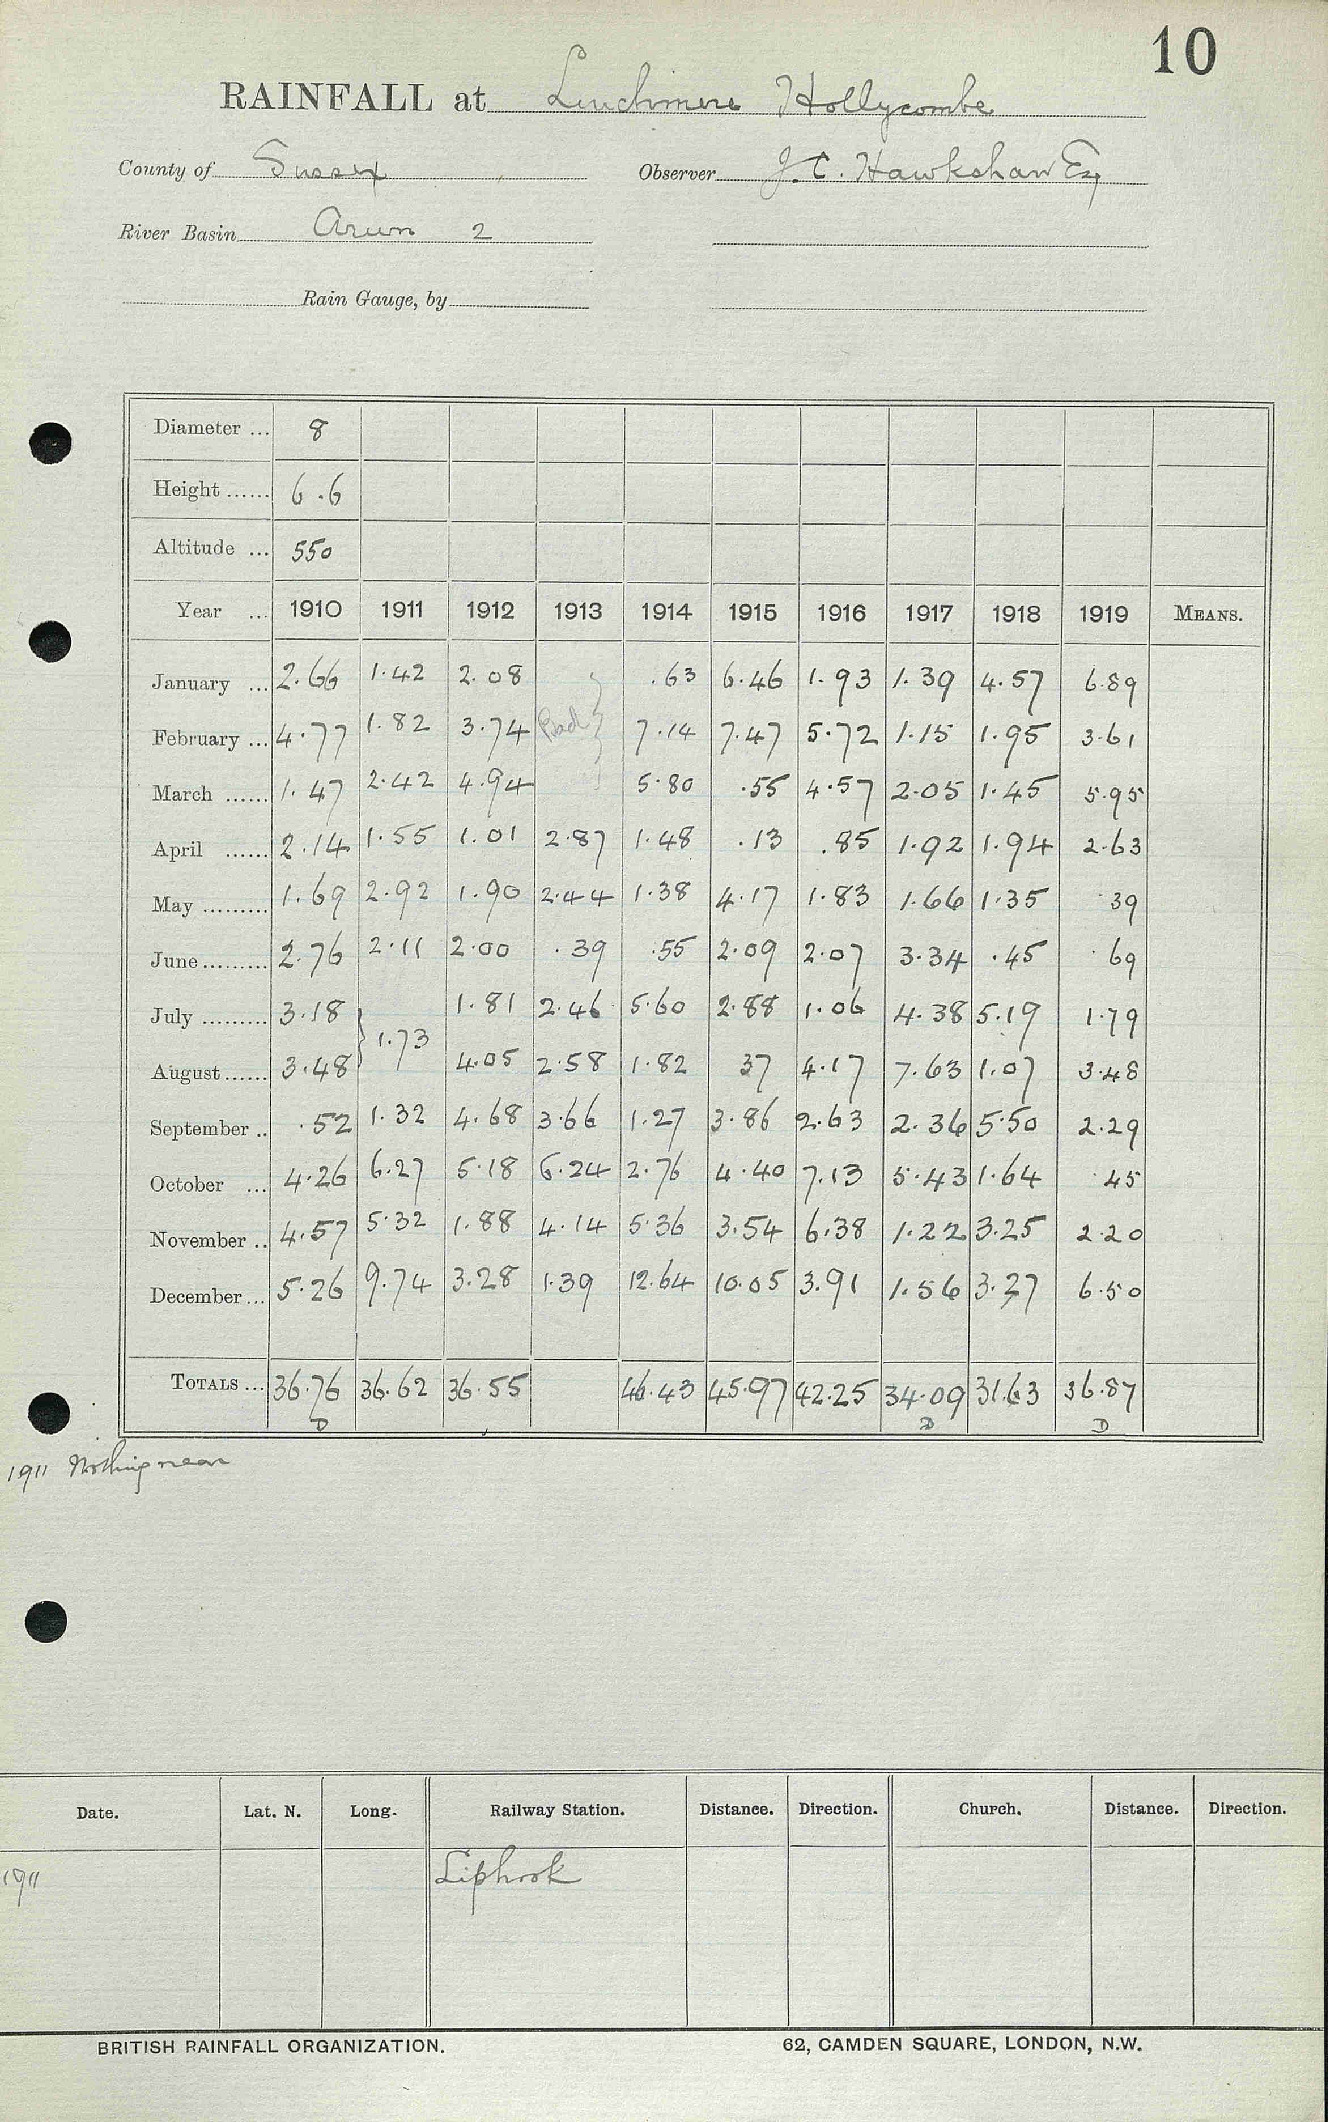 10
RAINFALL at Linchmere Hollycombe
County of Sussex Observer J. C. Hawkshaw Esq
River Basin Arun 2
Rain Gauge, by
Diameter ... 8
Height ...... 6.6
Altitude ... 550
Year ... 1910 1911 1912 1913 1914 1915 1916 1917 1918 1919 MEANS.
January ... 2.66 1.42 2.08 .63 6.46 1.93 1.39 4.57 6.89
February ... 4.77 1.82 3.74 Bad 7.14 7.47 5.72 1.15 1.95 3.61
March ...... 1.47 2.42 4.94 5.80 .55 4.57 2.05 1.45 5.95
April ...... 2.14 1.55 1.01 2.87 1.48 .13 .85 1.92 1.94 2.63
May ......... 1.69 2.92 1.90 2.44 1.38 4.17 1.83 1.66 1.35 .39
June ......... 2.76 2.11 2.00 .39 .55 2.09 2.07 3.34 .45 .69
July ......... 3.18 1.81 2.46 5.60 2.88 1.06 4.38 5.19 1.79
} 1.73
August ...... 3.48 4.05 2.58 1.82 37 4.17 7.63 1.07 3.48
September .. .52 1.32 4.68 3.66 1.27 3.86 2.63 2.36 5.50 2.29
October ... 4.26 6.27 5.18 6.24 2.76 4.40 7.13 5.43 1.64 .45
November .. 4.57 5.32 1.88 4.14 5.36 3.54 6.38 1.22 3.25 2.20
December ... 5.26 9.74 3.28 1.39 12.64 10.05 3.91 1.56 3.27 6.50
TOTALS ... 36.76 36.62 36.55 46.43 45.97 42.25 34.09 31.63 36.87
D D D
1911 Nothing near
Date. Lat. N. Long. Railway Station. Distance. Direction. Church. Distance. Direction.
1911 Liphook
BRITISH RAINFALL ORGANIZATION. 62, CAMDEN SQUARE, LONDON, N.W.